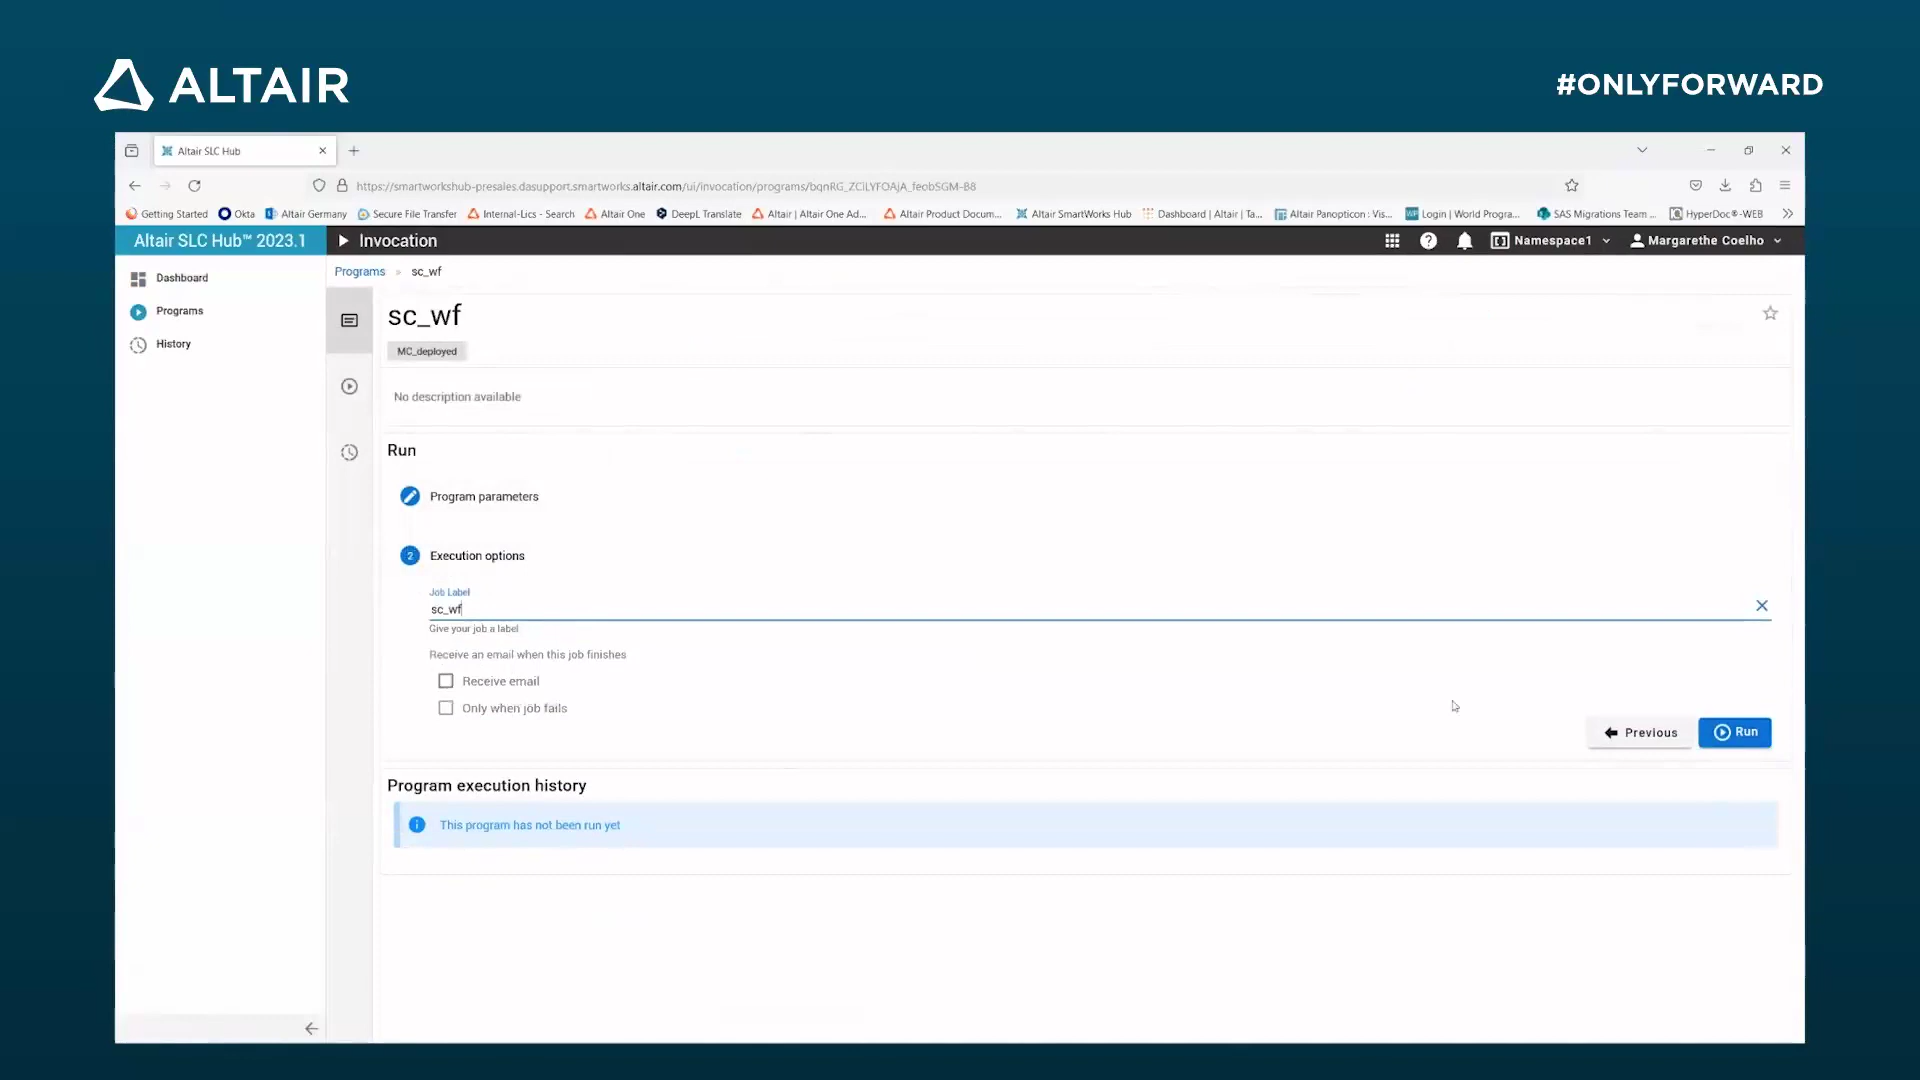 ALTAIR
#ONLYFORWARD
Altair SLC Hub
https://smartworkshub-presales.dasupport.smartworks.altair.com/ui/invocation/programs/bqnRG_ZCiLYFOAjA_feobSGM-B8
Getting Started Okta Altair Germany Secure File Transfer Internal-Lics - Search Altair One DeepL Translate Altair | Altair One Ad... Altair Product Docum... Altair SmartWorks Hub Dashboard | Altair | Ta... Altair Panopticon : Vis... Login | World Progra... SAS Migrations Team ... HyperDoc®-WEB
Altair SLC Hub™ 2023.1
Invocation
Namespace1
Margarethe Coelho
Dashboard
Programs
History
Programs » sc_wf
sc_wf
MC_deployed
No description available
Run
Program parameters
2 Execution options
Job Label
sc_wf
Give your job a label
Receive an email when this job finishes
Receive email
Only when job fails
Previous
Run
Program execution history
This program has not been run yet